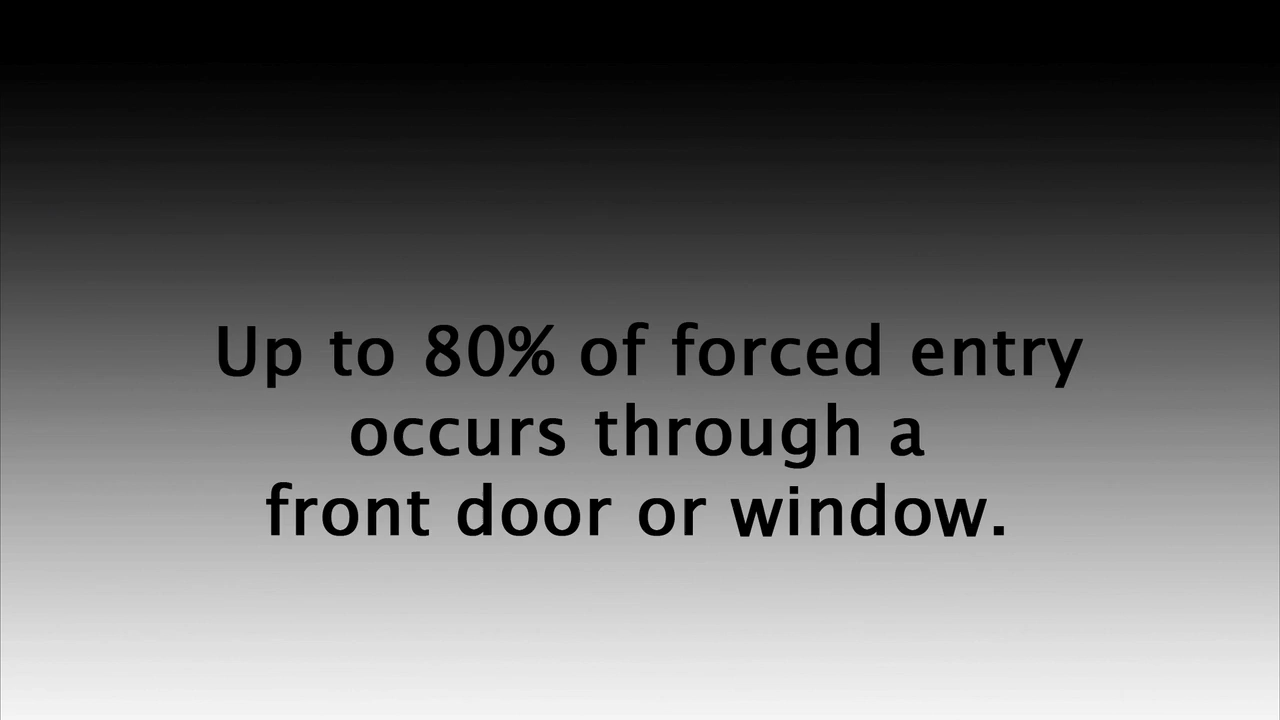 Up to 80% of forced entry
occurs through a
front door or window.